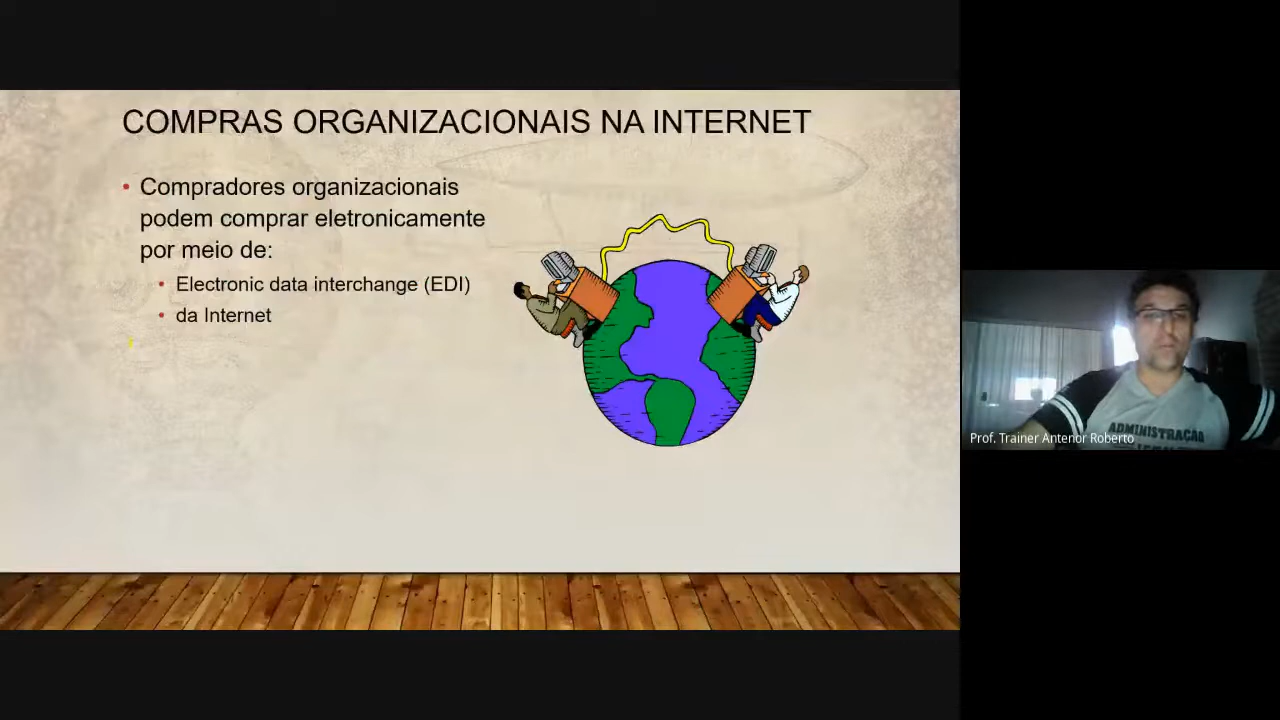 COMPRAS ORGANIZACIONAIS NA INTERNET
• Compradores organizacionais
podem comprar eletronicamente
por meio de:
• Electronic data interchange (EDI)
• da Internet
ADMINISTRAÇÃO
Prof. Trainer Antenor Roberto